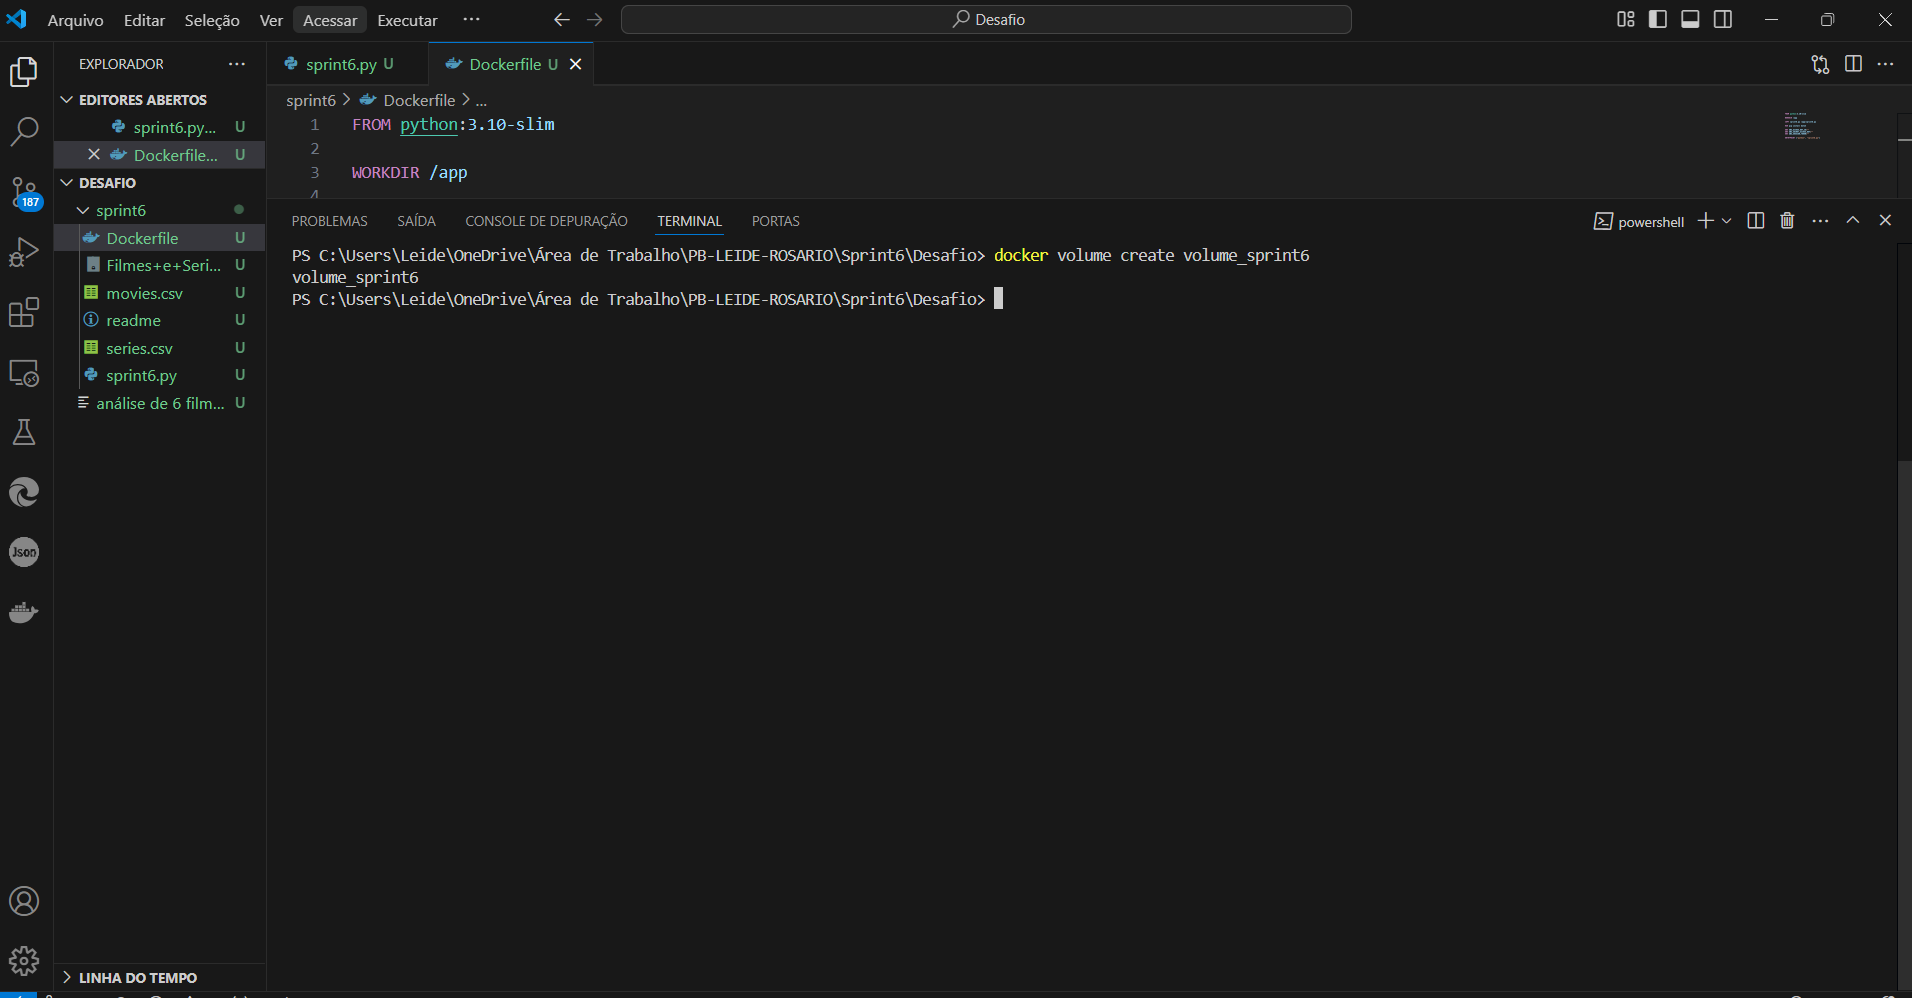 Arquivo Editar Seleção Ver Acessar Executar ··· Desafio
EXPLORADOR ···
sprint6.py U Dockerfile U
EDITORES ABERTOS
sprint6.py... U
Dockerfile... U
DESAFIO
sprint6
Dockerfile U
Filmes+e+Seri... U
movies.csv U
readme U
series.csv U
sprint6.py U
análise de 6 film... U
LINHA DO TEMPO
187
Json
sprint6 > Dockerfile > ...
1 FROM python:3.10-slim
2
3 WORKDIR /app
4
PROBLEMAS SAÍDA CONSOLE DE DEPURAÇÃO TERMINAL PORTAS powershell
PS C:\Users\Leide\OneDrive\Área de Trabalho\PB-LEIDE-ROSARIO\Sprint6\Desafio> docker volume create volume_sprint6
volume_sprint6
PS C:\Users\Leide\OneDrive\Área de Trabalho\PB-LEIDE-ROSARIO\Sprint6\Desafio>